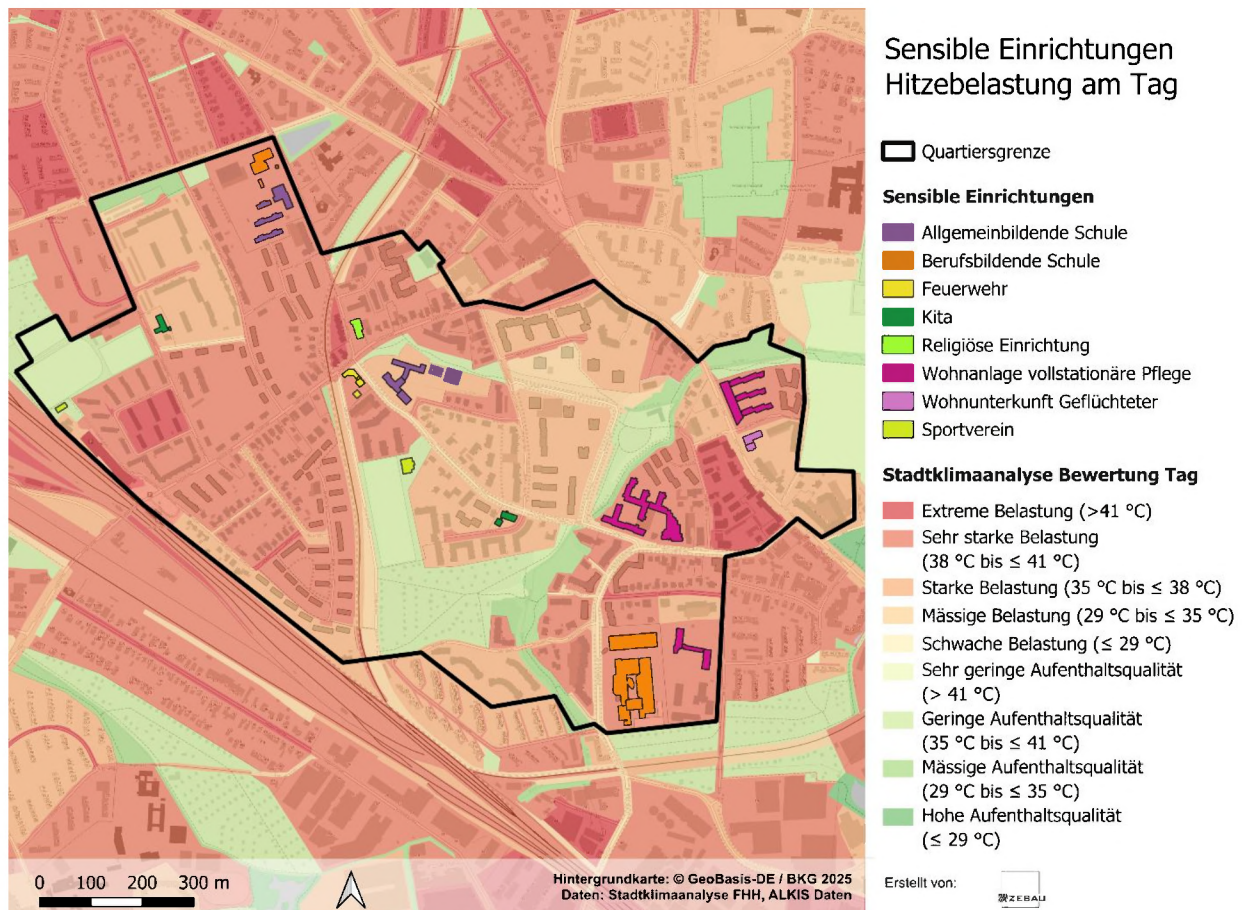 Sensible Einrichtungen
Hitzebelastung am Tag
Quartiersgrenze
Sensible Einrichtungen
Allgemeinbildende Schule
Berufsbildende Schule
Feuerwehr
Kita
Religiöse Einrichtung
Wohnanlage vollstationäre Pflege
Wohnunterkunft Geflüchteter
Sportverein
Stadtklimaanalyse Bewertung Tag
Extreme Belastung (>41 °C)
Sehr starke Belastung
(38 °C bis ≤ 41 °C)
Starke Belastung (35 °C bis ≤ 38 °C)
Mässige Belastung (29 °C bis ≤ 35 °C)
Schwache Belastung (≤ 29 °C)
Sehr geringe Aufenthaltsqualität
(> 41 °C)
Geringe Aufenthaltsqualität
(35 °C bis ≤ 41 °C)
Mässige Aufenthaltsqualität
(29 °C bis ≤ 35 °C)
Hohe Aufenthaltsqualität
(≤ 29 °C)
Erstellt von:
ZEBAU
0 100 200 300 m
Hintergrundkarte: © GeoBasis-DE / BKG 2025
Daten: Stadtklimaanalyse FHH, ALKIS Daten